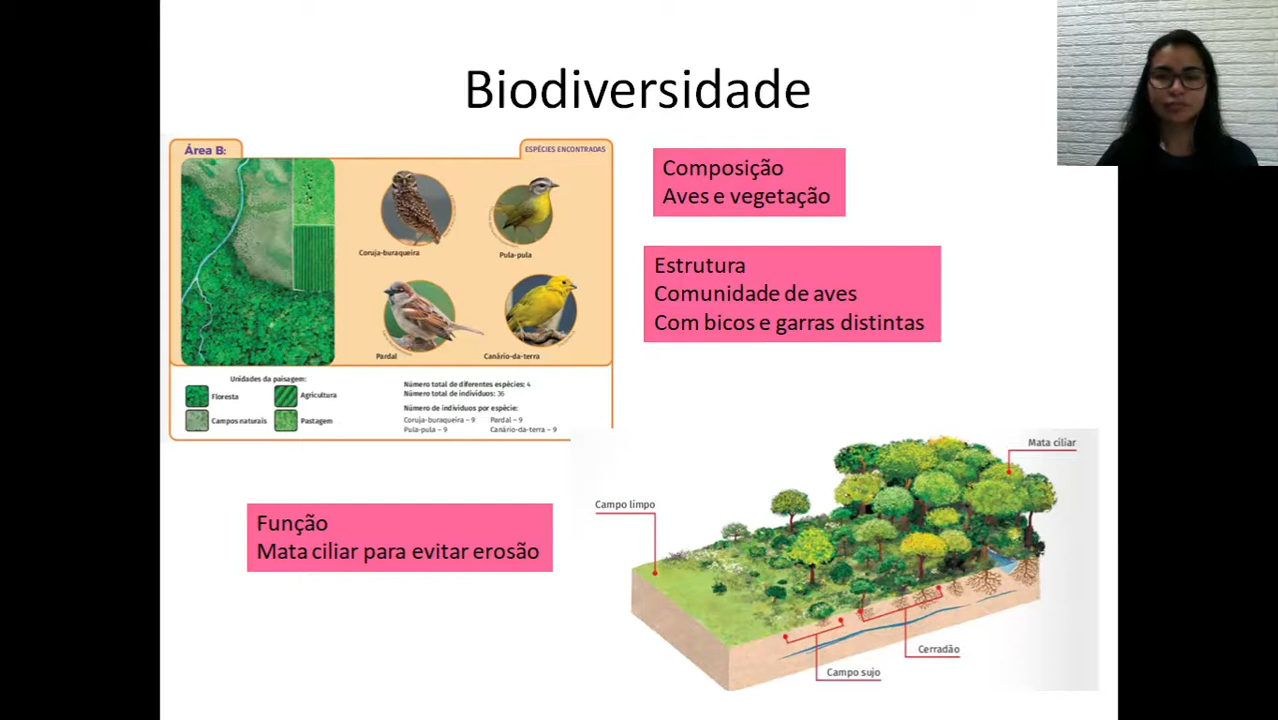 Biodiversidade
Área B:
ESPÉCIES ENCONTRADAS
Coruja-buraqueira
Pula-pula
Pardal
Canário-da-terra
Unidades da paisagem:
Floresta
Agricultura
Campos naturais
Pastagem
Número total de diferentes espécies: 4
Número total de indivíduos: 36
Número de indivíduos por espécie:
Coruja-buraqueira – 9
Pardal – 9
Pula-pula – 9
Canário-da-terra – 9
Composição
Aves e vegetação
Estrutura
Comunidade de aves
Com bicos e garras distintas
Função
Mata ciliar para evitar erosão
Mata ciliar
Campo limpo
Cerradão
Campo sujo